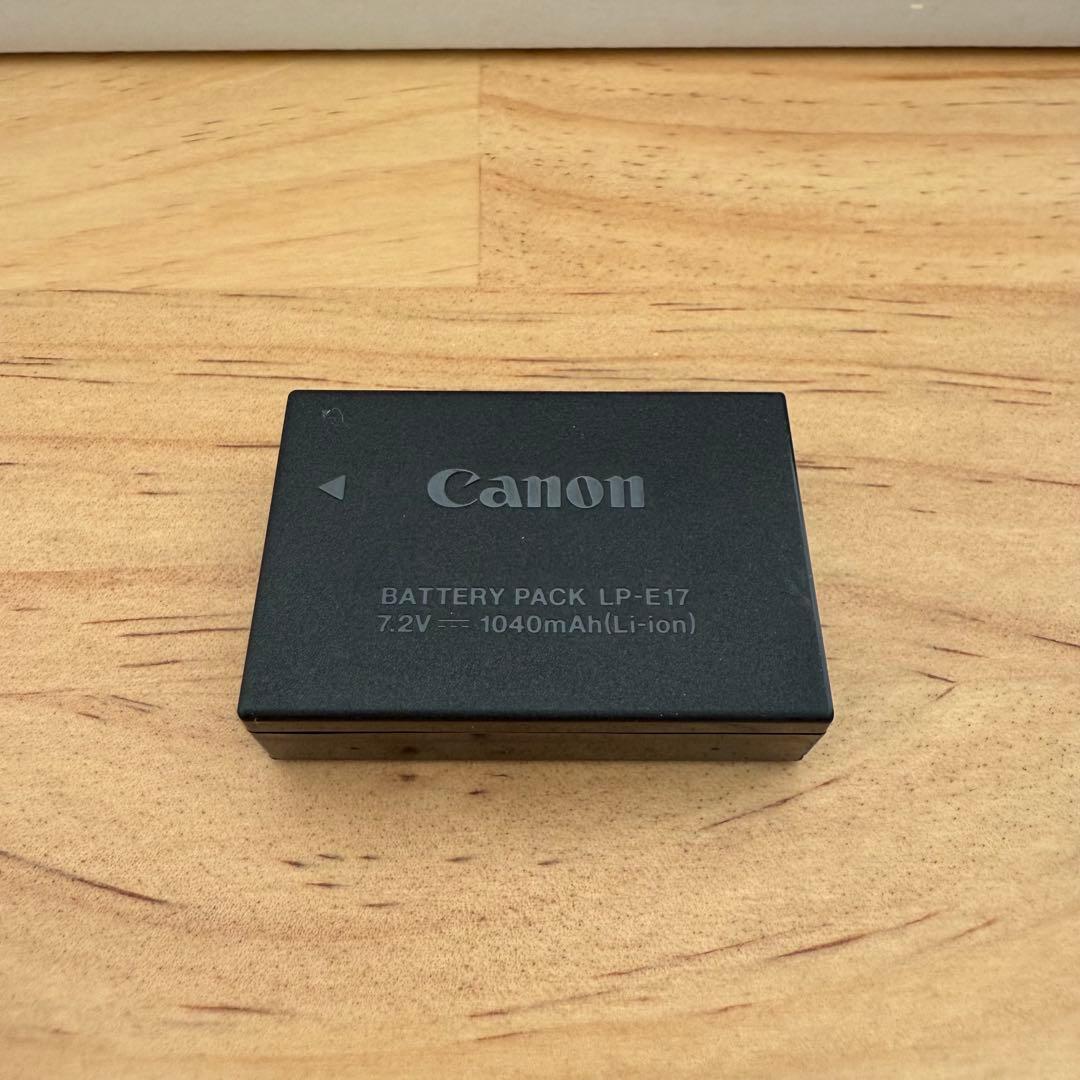 Canon
BATTERY PACK LP-E17
7.2V ⎓ 1040mAh(Li-ion)